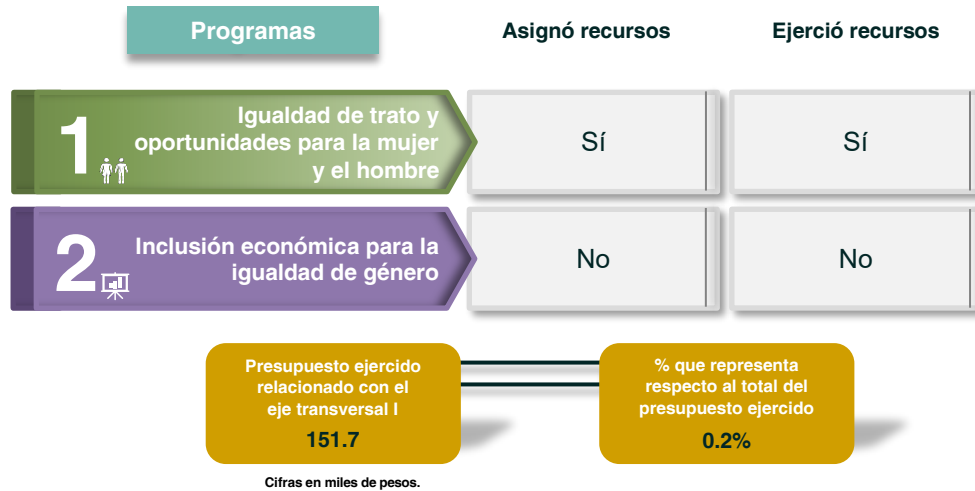 Programas
Asignó recursos
Ejerció recursos
1
Igualdad de trato y
oportunidades para la mujer
y el hombre
Sí
Sí
2
Inclusión económica para la
igualdad de género
No
No
Presupuesto ejercido
relacionado con el
eje transversal I
151.7
% que representa
respecto al total del
presupuesto ejercido
0.2%
Cifras en miles de pesos.